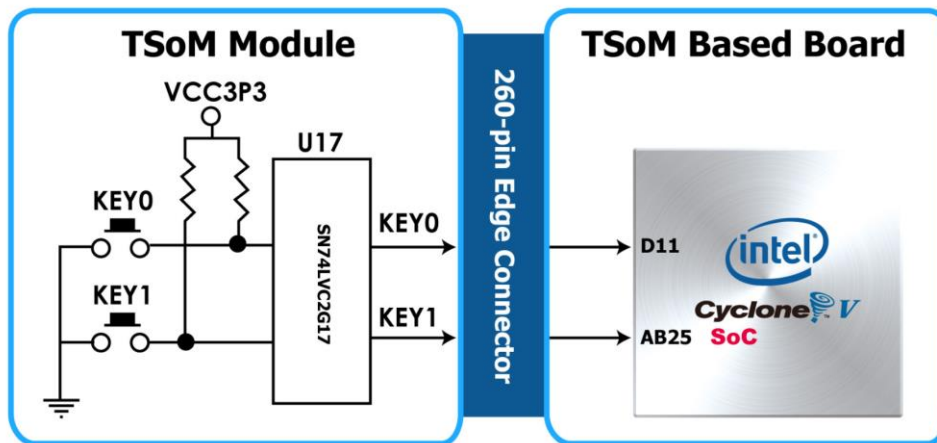 TSoM Module
VCC3P3
U17
KEY0
KEY1
SN74LVC2G17
KEY0
KEY1
260-pin Edge Connector
TSoM Based Board
D11
AB25
intel
Cyclone V
SoC